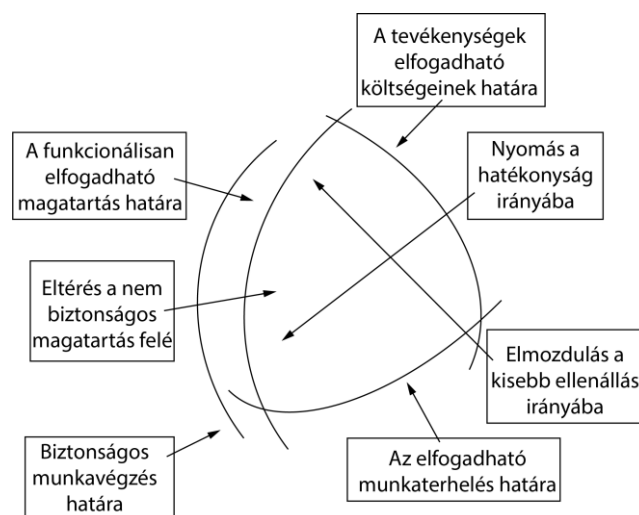 A tevékenységek
elfogadható
költségeinek határa
A funkcionálisan
elfogadható
magatartás határa
Nyomás a
hatékonyság
irányába
Eltérés a nem
biztonságos
magatartás felé
Elmozdulás a
kisebb ellenállás
irányába
Biztonságos
munkavégzés
határa
Az elfogadható
munkaterhelés határa